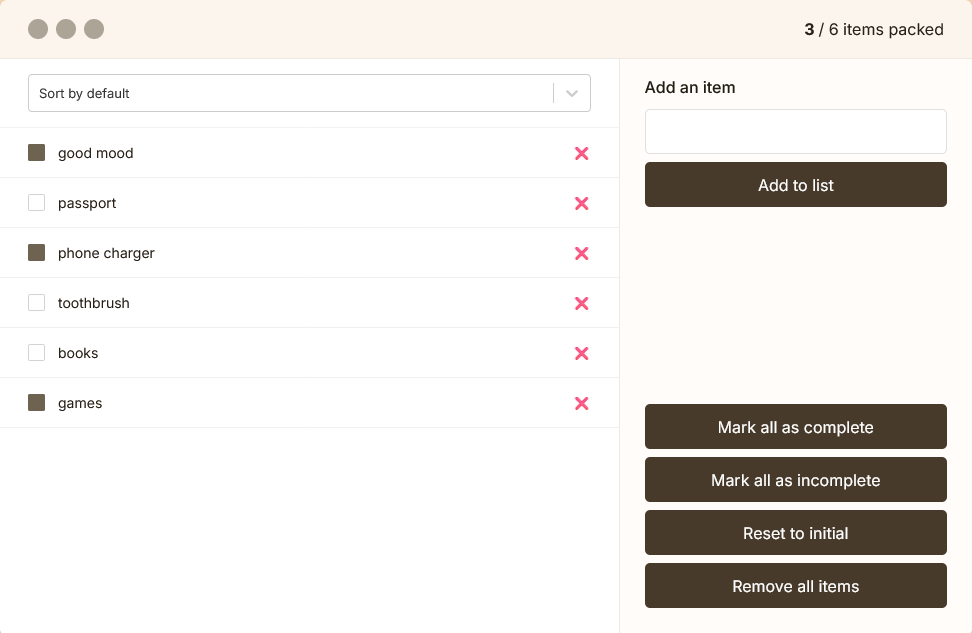 3 / 6 items packed
Sort by default
good mood
passport
phone charger
toothbrush
books
games
Add an item
Add to list
Mark all as complete
Mark all as incomplete
Reset to initial
Remove all items